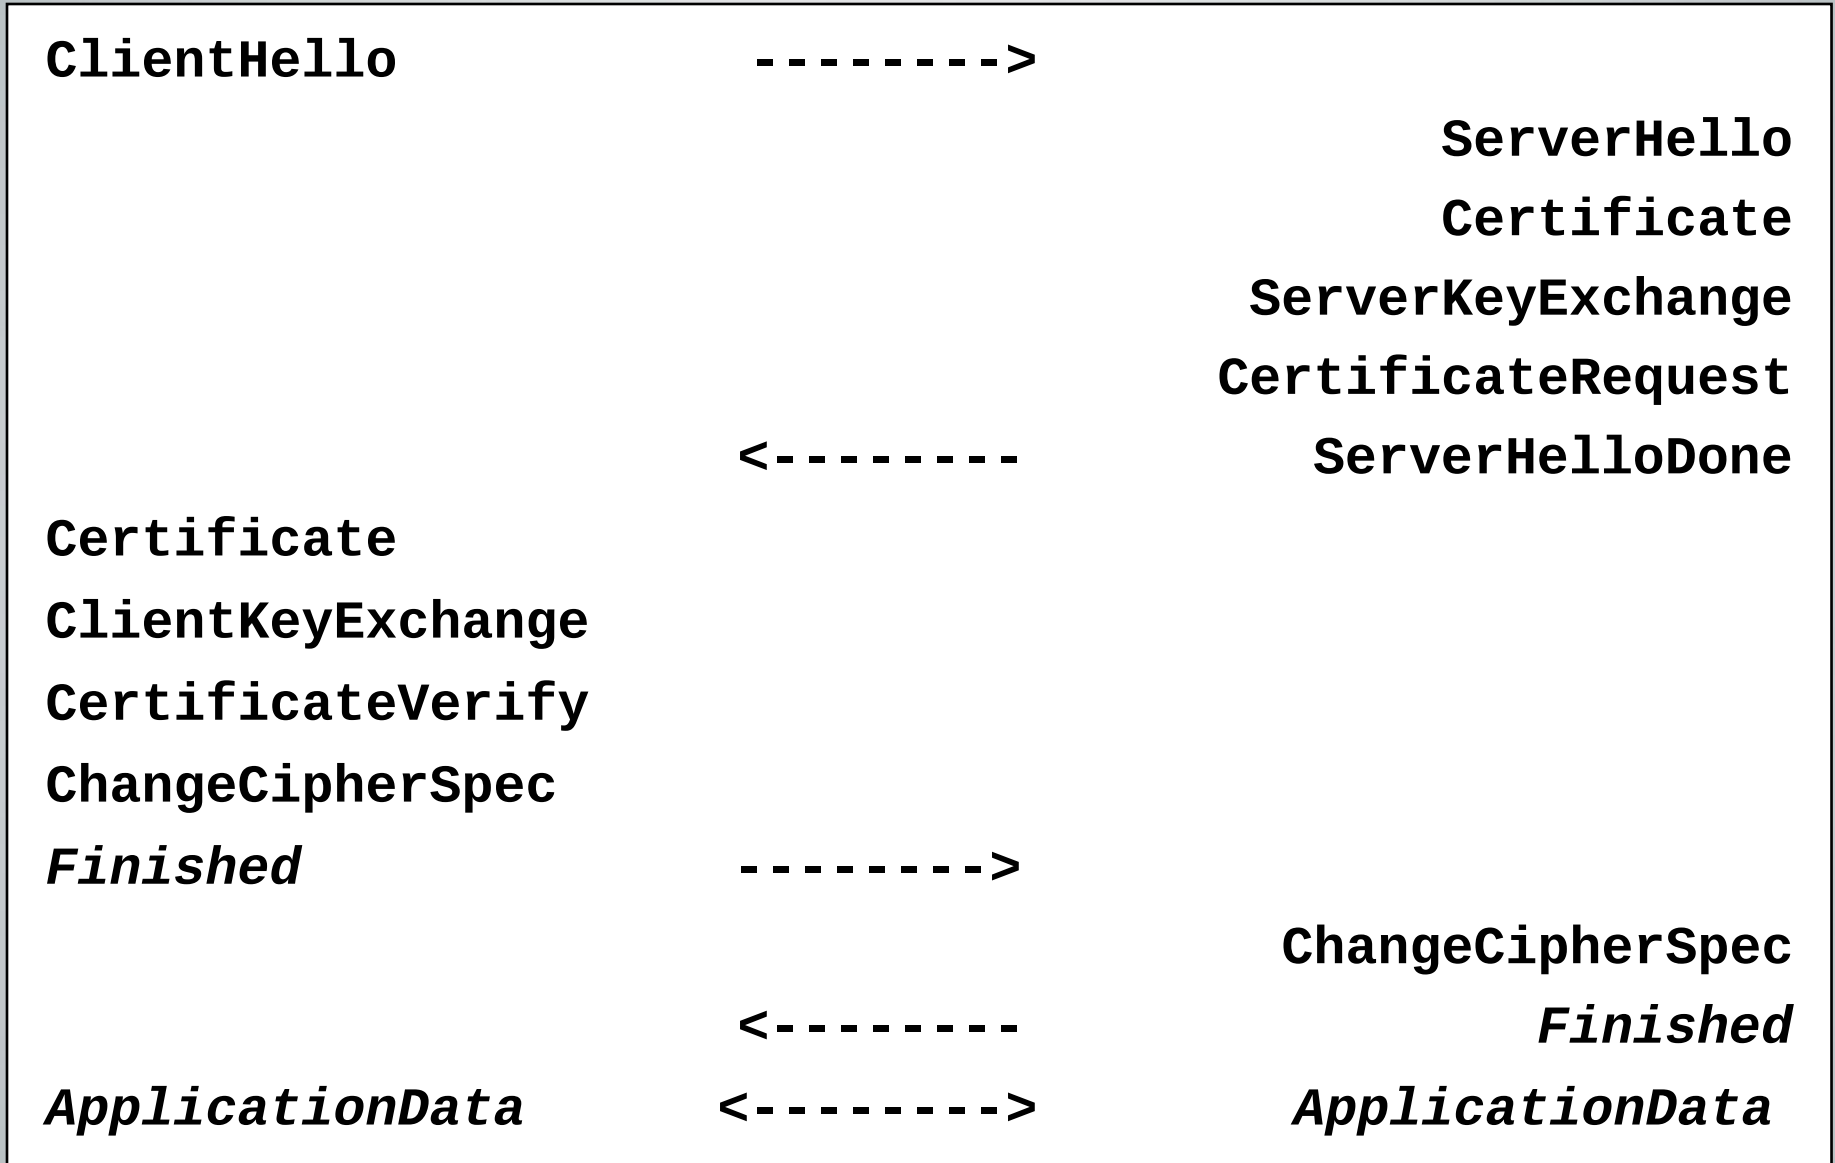 ClientHello -------->
ServerHello
Certificate
ServerKeyExchange
CertificateRequest
<-------- ServerHelloDone
Certificate
ClientKeyExchange
CertificateVerify
ChangeCipherSpec
Finished -------->
ChangeCipherSpec
<-------- Finished
ApplicationData <--------> ApplicationData